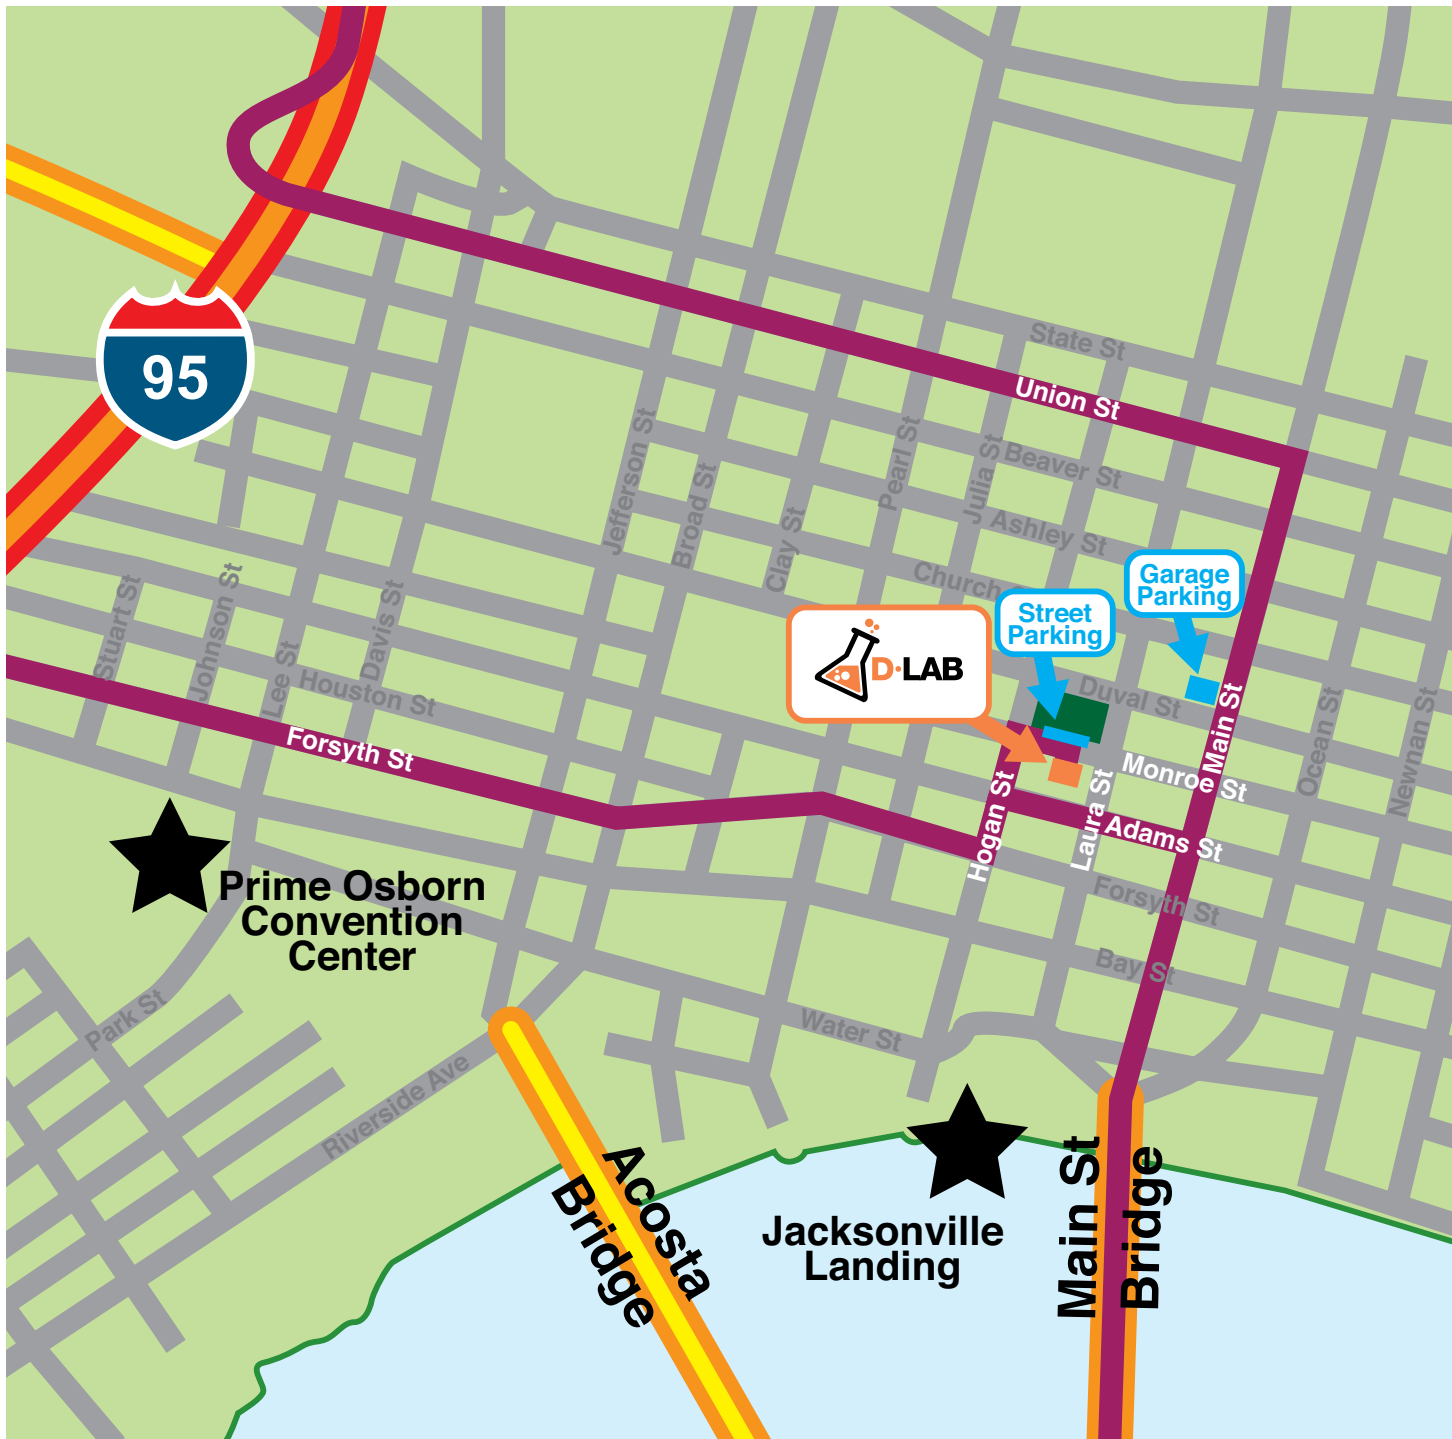 95
State St
Union St
Beaver St
Ashley St
Church
Jefferson St
Broad St
Clay St
Pearl St
Julia St
Garage
Parking
Street
Parking
D·LAB
Duval St
Monroe St
Main St
Ocean St
Newnan St
Stuart St
Johnson St
Lee St
Davis St
Houston St
Forsyth St
Hogan St
Laura St
Adams St
Forsyth St
Bay St
Prime Osborn
Convention
Center
Park St
Water St
Riverside Ave
Acosta
Bridge
Jacksonville
Landing
Main St
Bridge